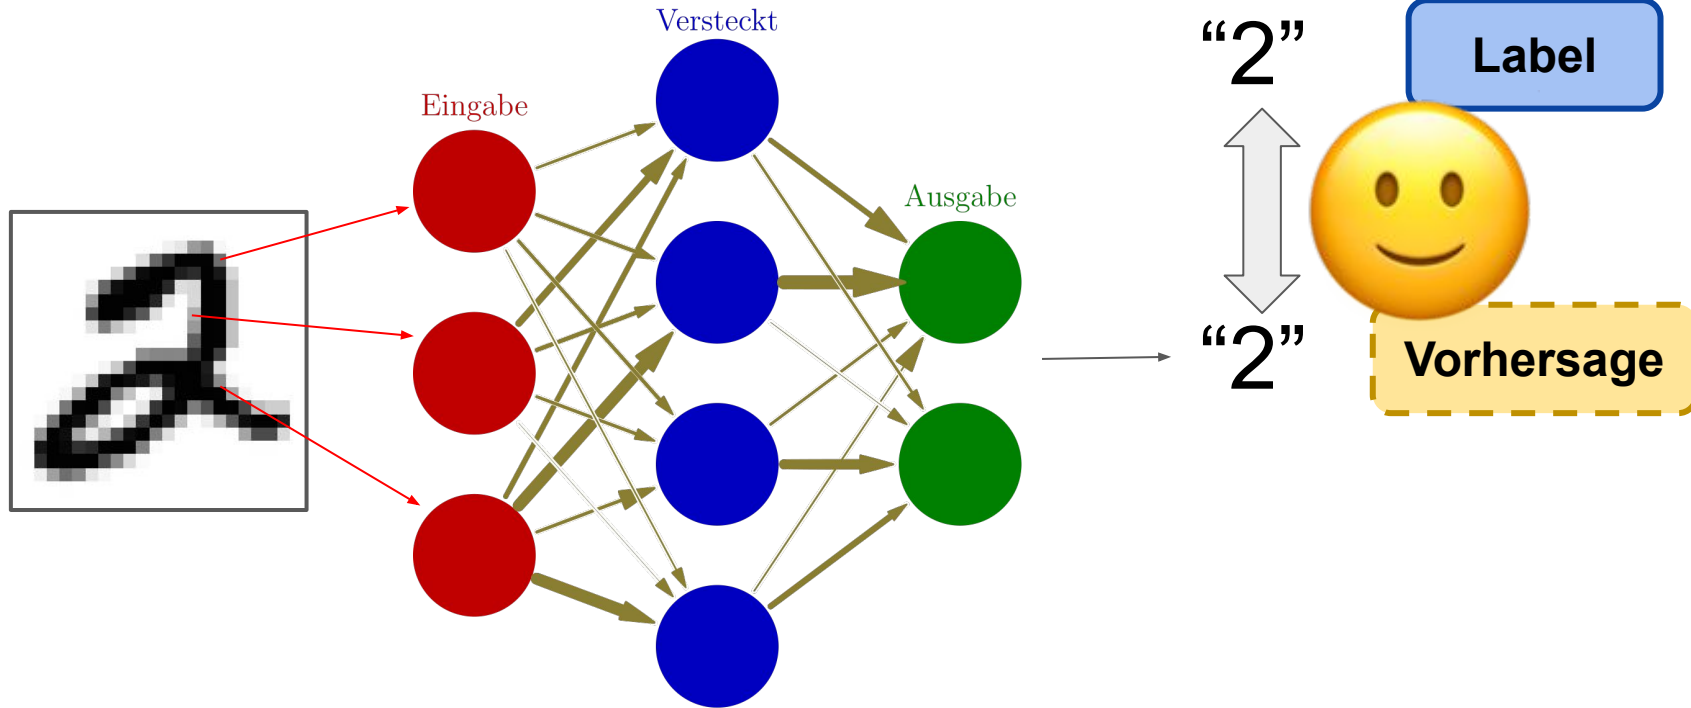 Versteckt
Eingabe
Ausgabe
“2”
Label
“2”
Vorhersage